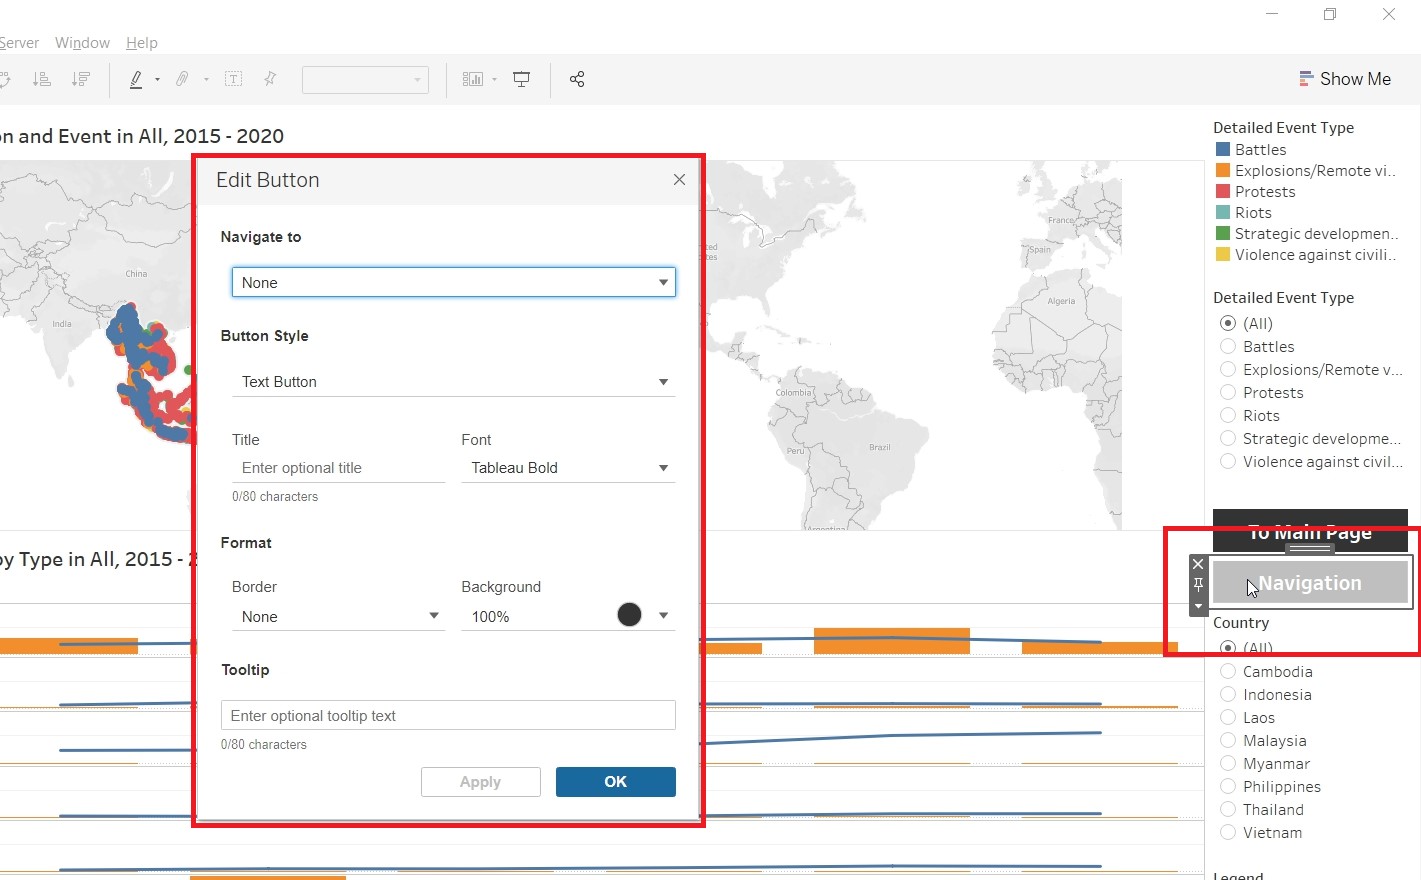 Server Window Help
Show Me
on and Event in All, 2015 - 2020
Edit Button
Navigate to
None
Button Style
Text Button
Title Font
Enter optional title Tableau Bold
0/80 characters
Format
Border Background
None 100%
Tooltip
Enter optional tooltip text
0/80 characters
Apply OK
China
India
France
Spain
Algeria
Colombia
Brazil
Peru
Argentina
by Type in All, 2015 - 2
Detailed Event Type
Battles
Explosions/Remote vi..
Protests
Riots
Strategic developmen..
Violence against civili..
Detailed Event Type
(All)
Battles
Explosions/Remote v...
Protests
Riots
Strategic developme...
Violence against civil...
To Main Page
Navigation
Country
(All)
Cambodia
Indonesia
Laos
Malaysia
Myanmar
Philippines
Thailand
Vietnam
Legend